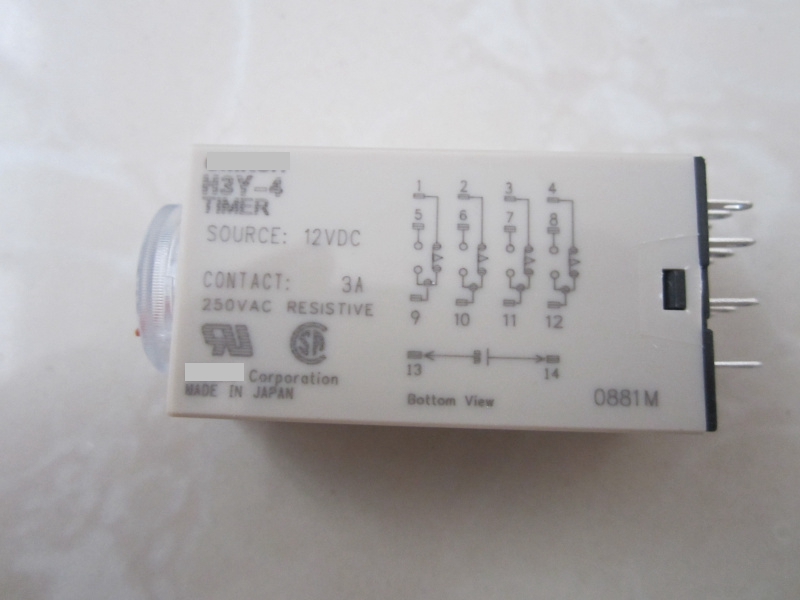 H3Y-4
TIMER
SOURCE: 12VDC
CONTACT: 3A
250VAC RESISTIVE
Corporation
MADE IN JAPAN
1 2 3 4
5 6 7 8
9 10 11 12
13 14
Bottom View
0881M